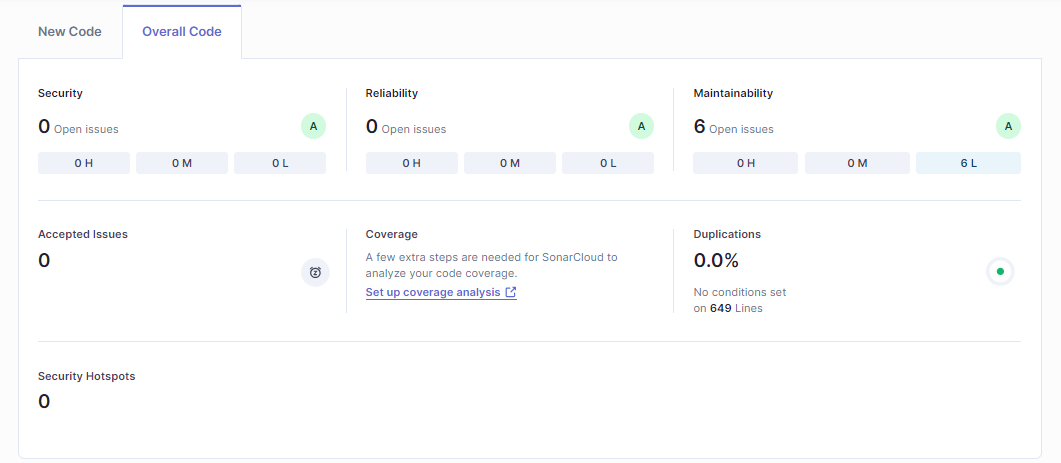 New Code
Overall Code
Security
0 Open issues
A
0 H
0 M
0 L
Reliability
0 Open issues
A
0 H
0 M
0 L
Maintainability
6 Open issues
A
0 H
0 M
6 L
Accepted Issues
0
Coverage
A few extra steps are needed for SonarCloud to
analyze your code coverage.
Set up coverage analysis
Duplications
0.0%
No conditions set
on 649 Lines
Security Hotspots
0